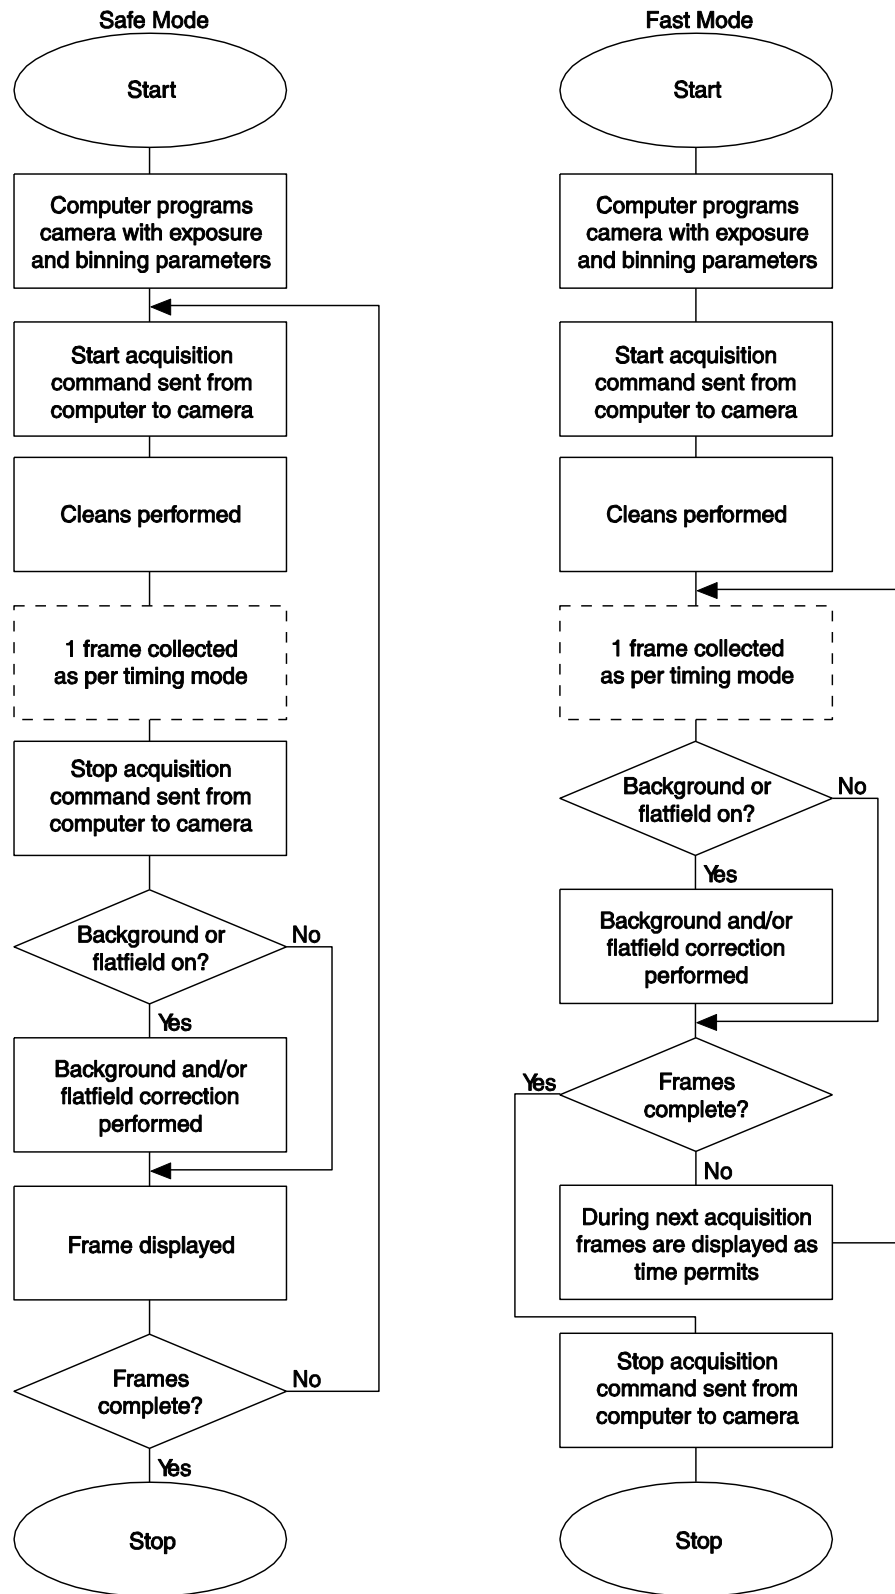 Safe Mode
Start
Computer programs
camera with exposure
and binning parameters
Start acquisition
command sent from
computer to camera
Cleans performed
1 frame collected
as per timing mode
Stop acquisition
command sent from
computer to camera
Background or
flatfield on?
No
Yes
Background and/or
flatfield correction
performed
Frame displayed
Frames
complete?
No
Yes
Stop
Fast Mode
Start
Computer programs
camera with exposure
and binning parameters
Start acquisition
command sent from
computer to camera
Cleans performed
1 frame collected
as per timing mode
Background or
flatfield on?
No
Yes
Background and/or
flatfield correction
performed
Frames
complete?
Yes
No
During next acquisition
frames are displayed as
time permits
Stop acquisition
command sent from
computer to camera
Stop